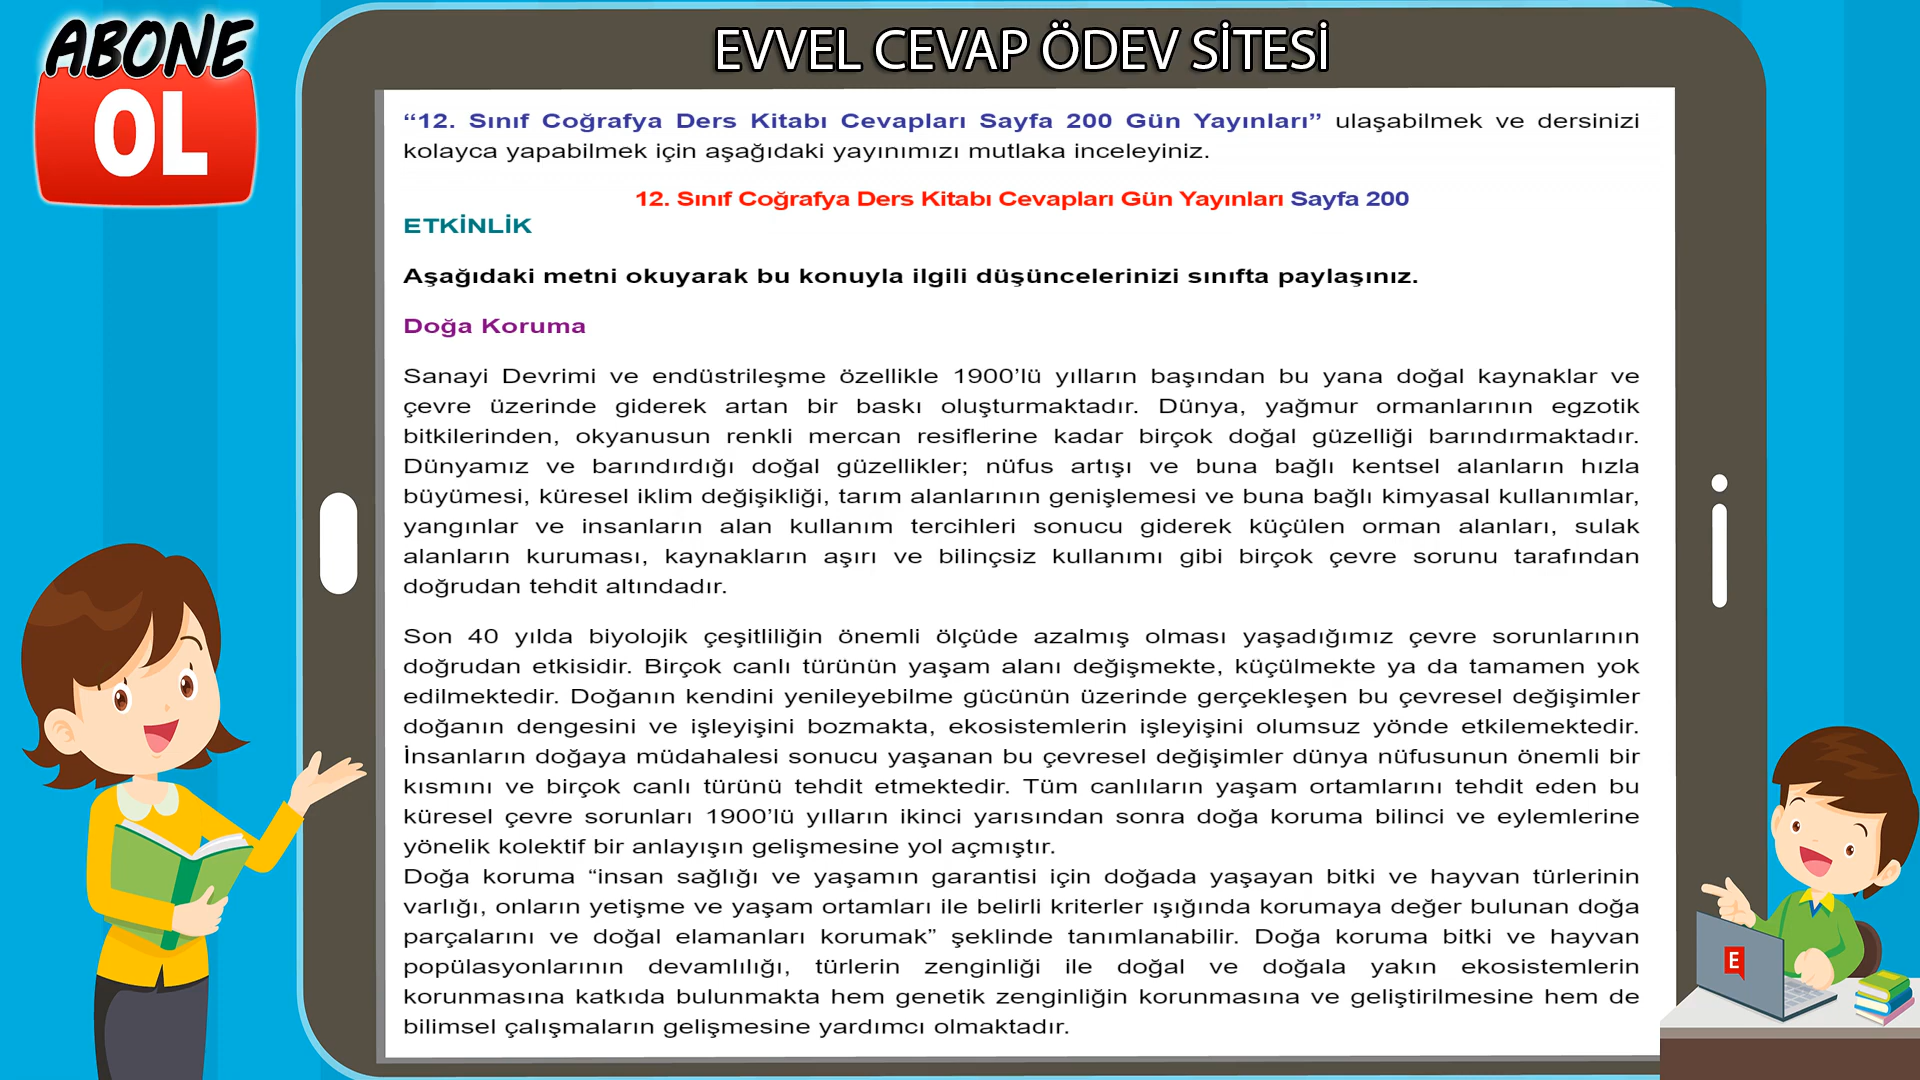 ABONE
OL
EVVEL CEVAP ÖDEV SİTESİ
“12. Sınıf Coğrafya Ders Kitabı Cevapları Sayfa 200 Gün Yayınları” ulaşabilmek ve dersinizi
kolayca yapabilmek için aşağıdaki yayınımızı mutlaka inceleyiniz.
12. Sınıf Coğrafya Ders Kitabı Cevapları Gün Yayınları Sayfa 200
ETKİNLİK
Aşağıdaki metni okuyarak bu konuyla ilgili düşüncelerinizi sınıfta paylaşınız.
Doğa Koruma
Sanayi Devrimi ve endüstrileşme özellikle 1900’lü yılların başından bu yana doğal kaynaklar ve
çevre üzerinde giderek artan bir baskı oluşturmaktadır. Dünya, yağmur ormanlarının egzotik
bitkilerinden, okyanusun renkli mercan resiflerine kadar birçok doğal güzelliği barındırmaktadır.
Dünyamız ve barındırdığı doğal güzellikler; nüfus artışı ve buna bağlı kentsel alanların hızla
büyümesi, küresel iklim değişikliği, tarım alanlarının genişlemesi ve buna bağlı kimyasal kullanımlar,
yangınlar ve insanların alan kullanım tercihleri sonucu giderek küçülen orman alanları, sulak
alanların kuruması, kaynakların aşırı ve bilinçsiz kullanımı gibi birçok çevre sorunu tarafından
doğrudan tehdit altındadır.
Son 40 yılda biyolojik çeşitliliğin önemli ölçüde azalmış olması yaşadığımız çevre sorunlarının
doğrudan etkisidir. Birçok canlı türünün yaşam alanı değişmekte, küçülmekte ya da tamamen yok
edilmektedir. Doğanın kendini yenileyebilme gücünün üzerinde gerçekleşen bu çevresel değişimler
doğanın dengesini ve işleyişini bozmakta, ekosistemlerin işleyişini olumsuz yönde etkilemektedir.
İnsanların doğaya müdahalesi sonucu yaşanan bu çevresel değişimler dünya nüfusunun önemli bir
kısmını ve birçok canlı türünü tehdit etmektedir. Tüm canlıların yaşam ortamlarını tehdit eden bu
küresel çevre sorunları 1900’lü yılların ikinci yarısından sonra doğa koruma bilinci ve eylemlerine
yönelik kolektif bir anlayışın gelişmesine yol açmıştır.
Doğa koruma “insan sağlığı ve yaşamın garantisi için doğada yaşayan bitki ve hayvan türlerinin
varlığı, onların yetişme ve yaşam ortamları ile belirli kriterler ışığında korumaya değer bulunan doğa
parçalarını ve doğal elamanları korumak” şeklinde tanımlanabilir. Doğa koruma bitki ve hayvan
popülasyonlarının devamlılığı, türlerin zenginliği ile doğal ve doğala yakın ekosistemlerin
korunmasına katkıda bulunmakta hem genetik zenginliğin korunmasına ve geliştirilmesine hem de
bilimsel çalışmaların gelişmesine yardımcı olmaktadır.
E